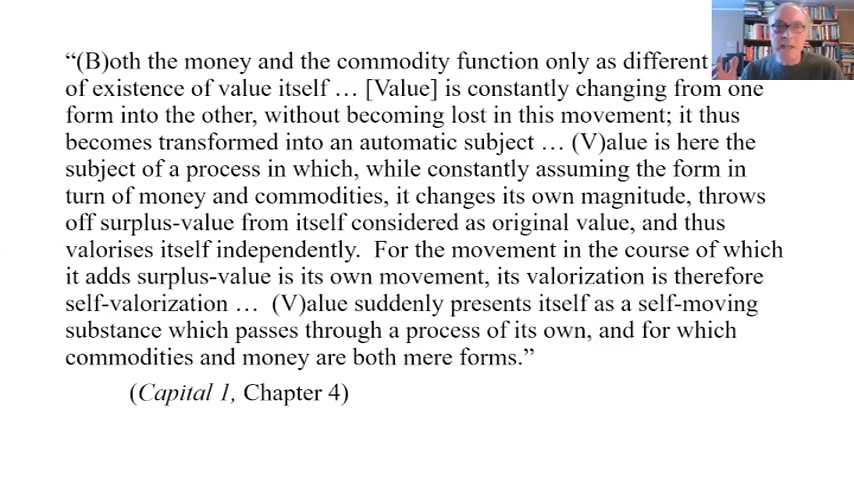 “(B)oth the money and the commodity function only as different
of existence of value itself … [Value] is constantly changing from one
form into the other, without becoming lost in this movement; it thus
becomes transformed into an automatic subject … (V)alue is here the
subject of a process in which, while constantly assuming the form in
turn of money and commodities, it changes its own magnitude, throws
off surplus-value from itself considered as original value, and thus
valorises itself independently.  For the movement in the course of which
it adds surplus-value is its own movement, its valorization is therefore
self-valorization …  (V)alue suddenly presents itself as a self-moving
substance which passes through a process of its own, and for which
commodities and money are both mere forms.”
(Capital 1, Chapter 4)